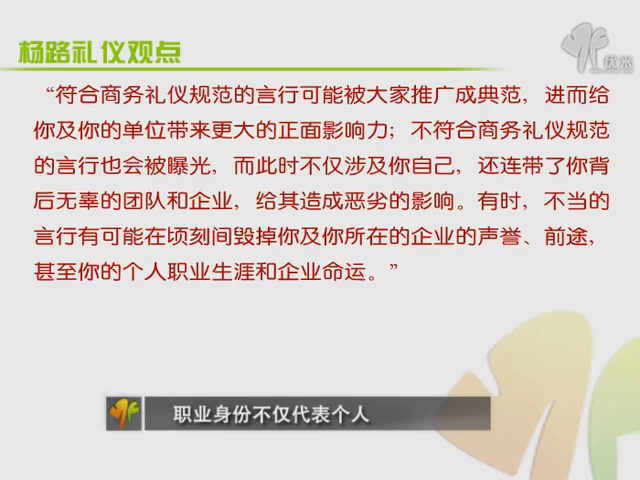 杨路礼仪观点
优米
“符合商务礼仪规范的言行可能被大家推广成典范，进而给
你及你的单位带来更大的正面影响力；不符合商务礼仪规范
的言行也会被曝光，而此时不仅涉及你自己，还连带了你背
后无辜的团队和企业，给其造成恶劣的影响。有时，不当的
言行有可能在顷刻间毁掉你及你所在的企业的声誉、前途，
甚至你的个人职业生涯和企业命运。”
职业身份不仅代表个人